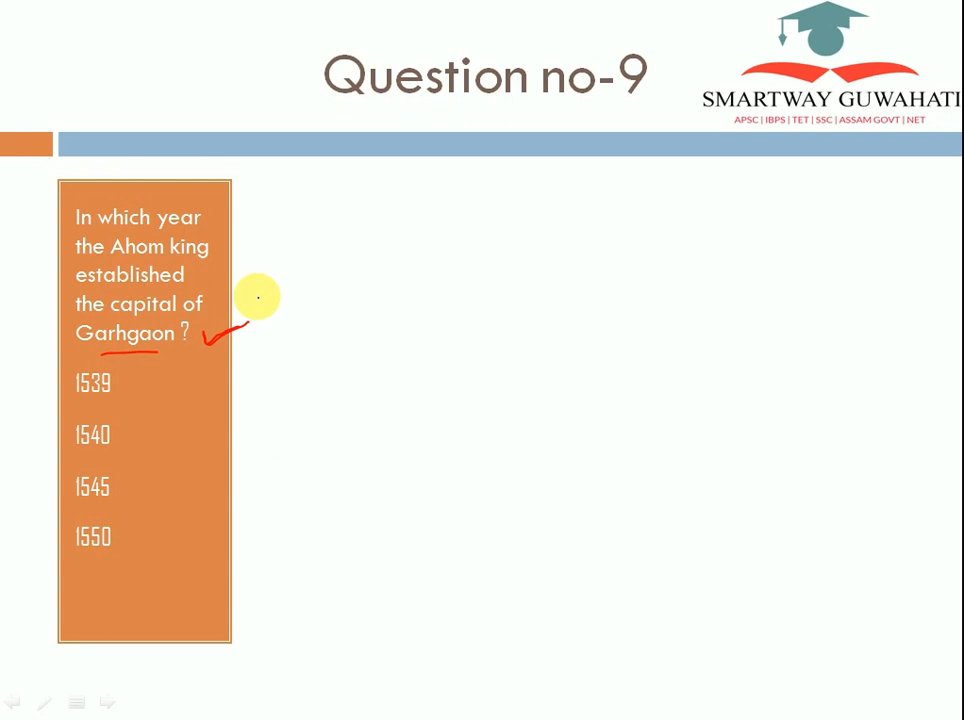 Question no-9
SMARTWAY GUWAHATI
APSC | IBPS | TET | SSC | ASSAM GOVT | NET
In which year
the Ahom king
established
the capital of
Garhgaon ?
1539
1540
1545
1550